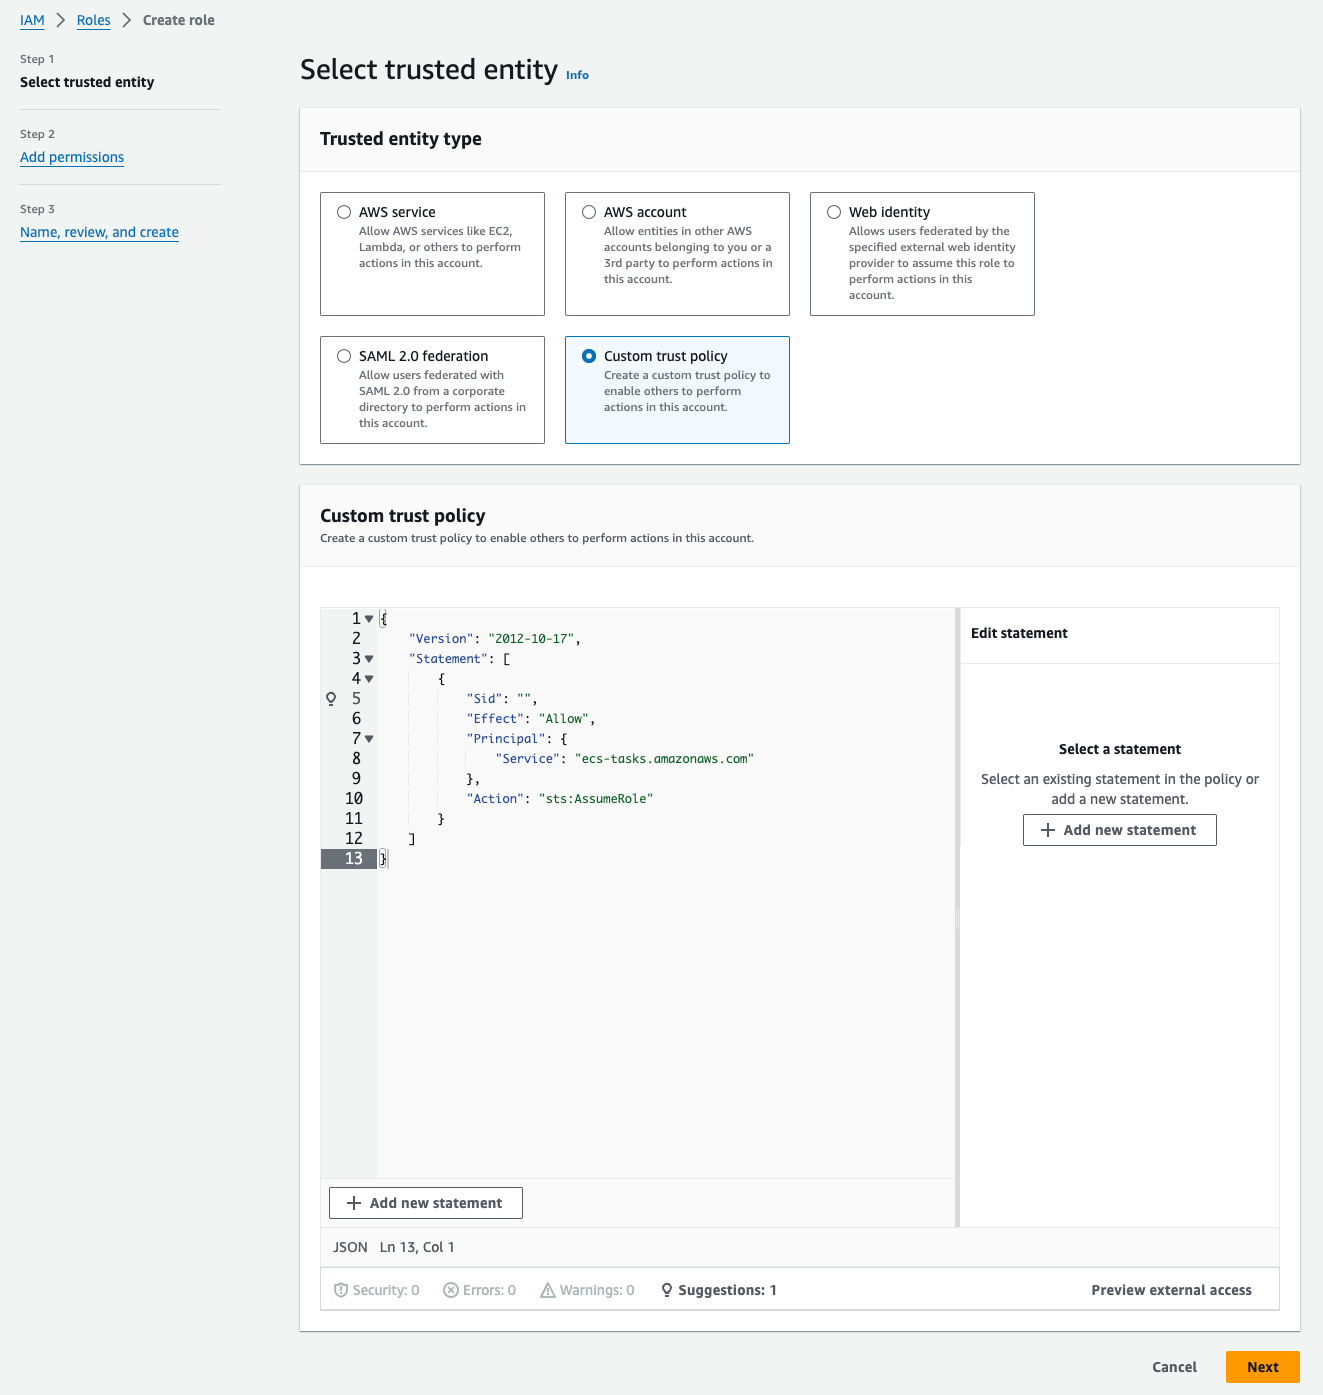 IAM > Roles > Create role
Step 1
Select trusted entity
Step 2
Add permissions
Step 3
Name, review, and create
Select trusted entity Info
Trusted entity type
AWS service
Allow AWS services like EC2,
Lambda, or others to perform
actions in this account.
AWS account
Allow entities in other AWS
accounts belonging to you or a
3rd party to perform actions in
this account.
Web identity
Allows users federated by the
specified external web identity
provider to assume this role to
perform actions in this
account.
SAML 2.0 federation
Allow users federated with
SAML 2.0 from a corporate
directory to perform actions in
this account.
Custom trust policy
Create a custom trust policy to
enable others to perform
actions in this account.
Custom trust policy
Create a custom trust policy to enable others to perform actions in this account.
1 {
2 "Version": "2012-10-17",
3 "Statement": [
4 {
5 "Sid": "",
6 "Effect": "Allow",
7 "Principal": {
8 "Service": "ecs-tasks.amazonaws.com"
9 },
10 "Action": "sts:AssumeRole"
11 }
12 ]
13 }
Edit statement
Select a statement
Select an existing statement in the policy or
add a new statement.
+ Add new statement
+ Add new statement
JSON Ln 13, Col 1
Security: 0 Errors: 0 Warnings: 0 Suggestions: 1 Preview external access
Cancel Next